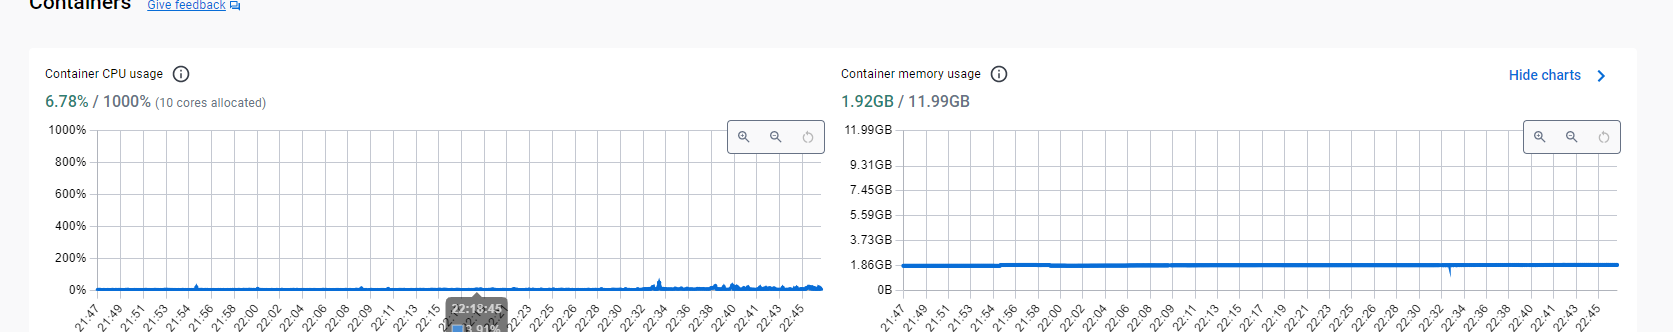 Containers Give feedback
Container CPU usage
6.78% / 1000% (10 cores allocated)
1000%
800%
600%
400%
200%
0%
21:47 21:49 21:51 21:53 21:54 21:56 21:58 22:00 22:02 22:04 22:06 22:08 22:09 22:11 22:13 22:15 22:23 22:25 22:26 22:28 22:30 22:32 22:34 22:36 22:38 22:40 22:41 22:43 22:45
22:18:45
3.91%
Container memory usage
Hide charts
1.92GB / 11.99GB
11.99GB
9.31GB
7.45GB
5.59GB
3.73GB
1.86GB
0B
21:47 21:49 21:51 21:53 21:54 21:56 21:58 22:00 22:02 22:04 22:06 22:08 22:09 22:11 22:13 22:15 22:17 22:19 22:21 22:23 22:25 22:26 22:28 22:30 22:32 22:34 22:36 22:38 22:40 22:41 22:43 22:45